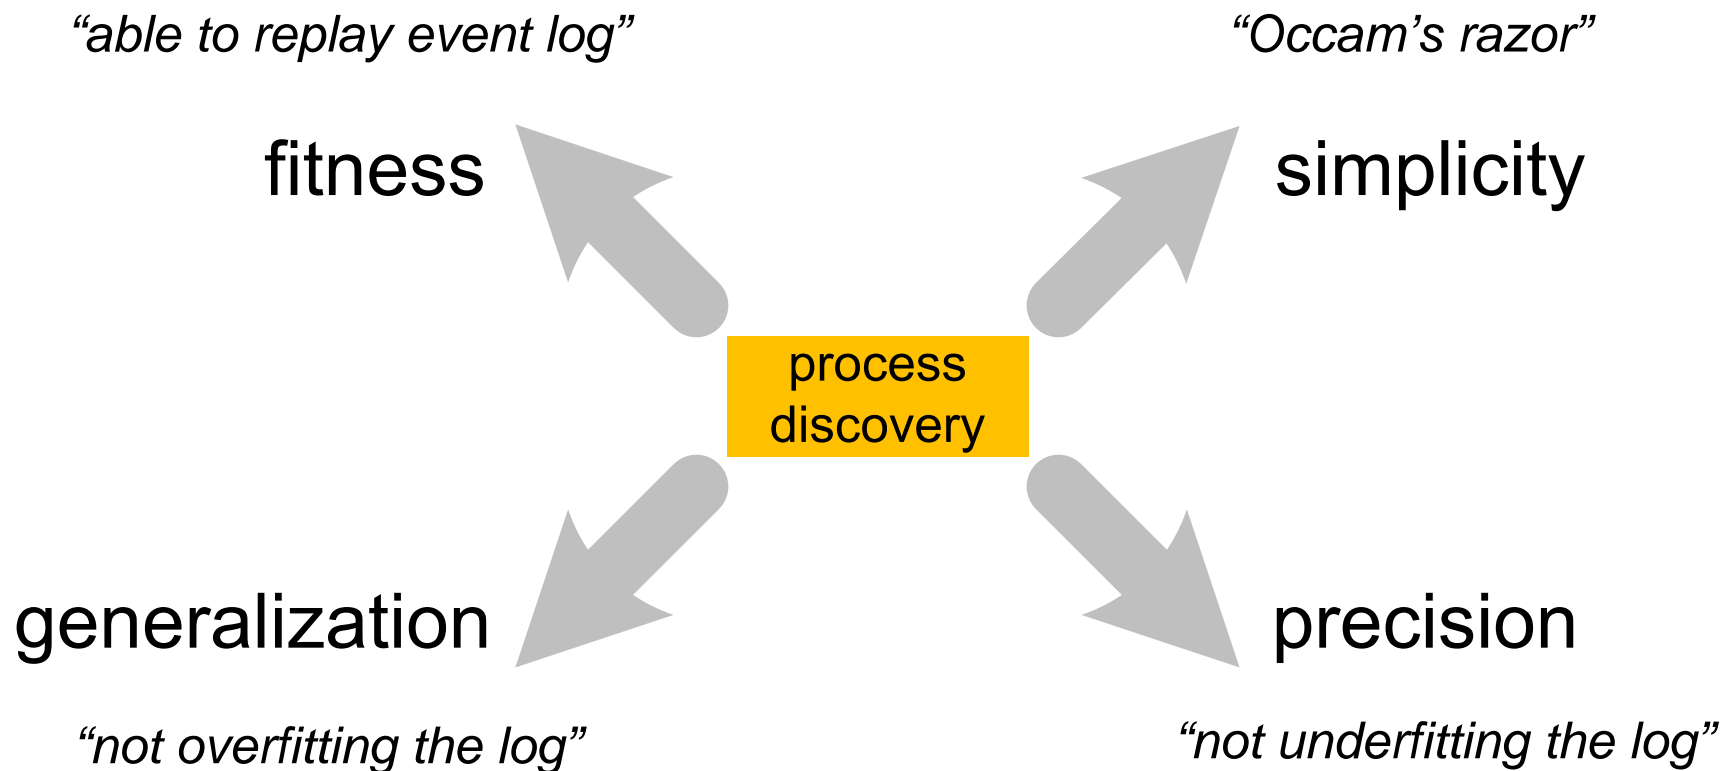 “able to replay event log”
“Occam’s razor”
fitness
simplicity
process
discovery
generalization
precision
“not overfitting the log”
“not underfitting the log”